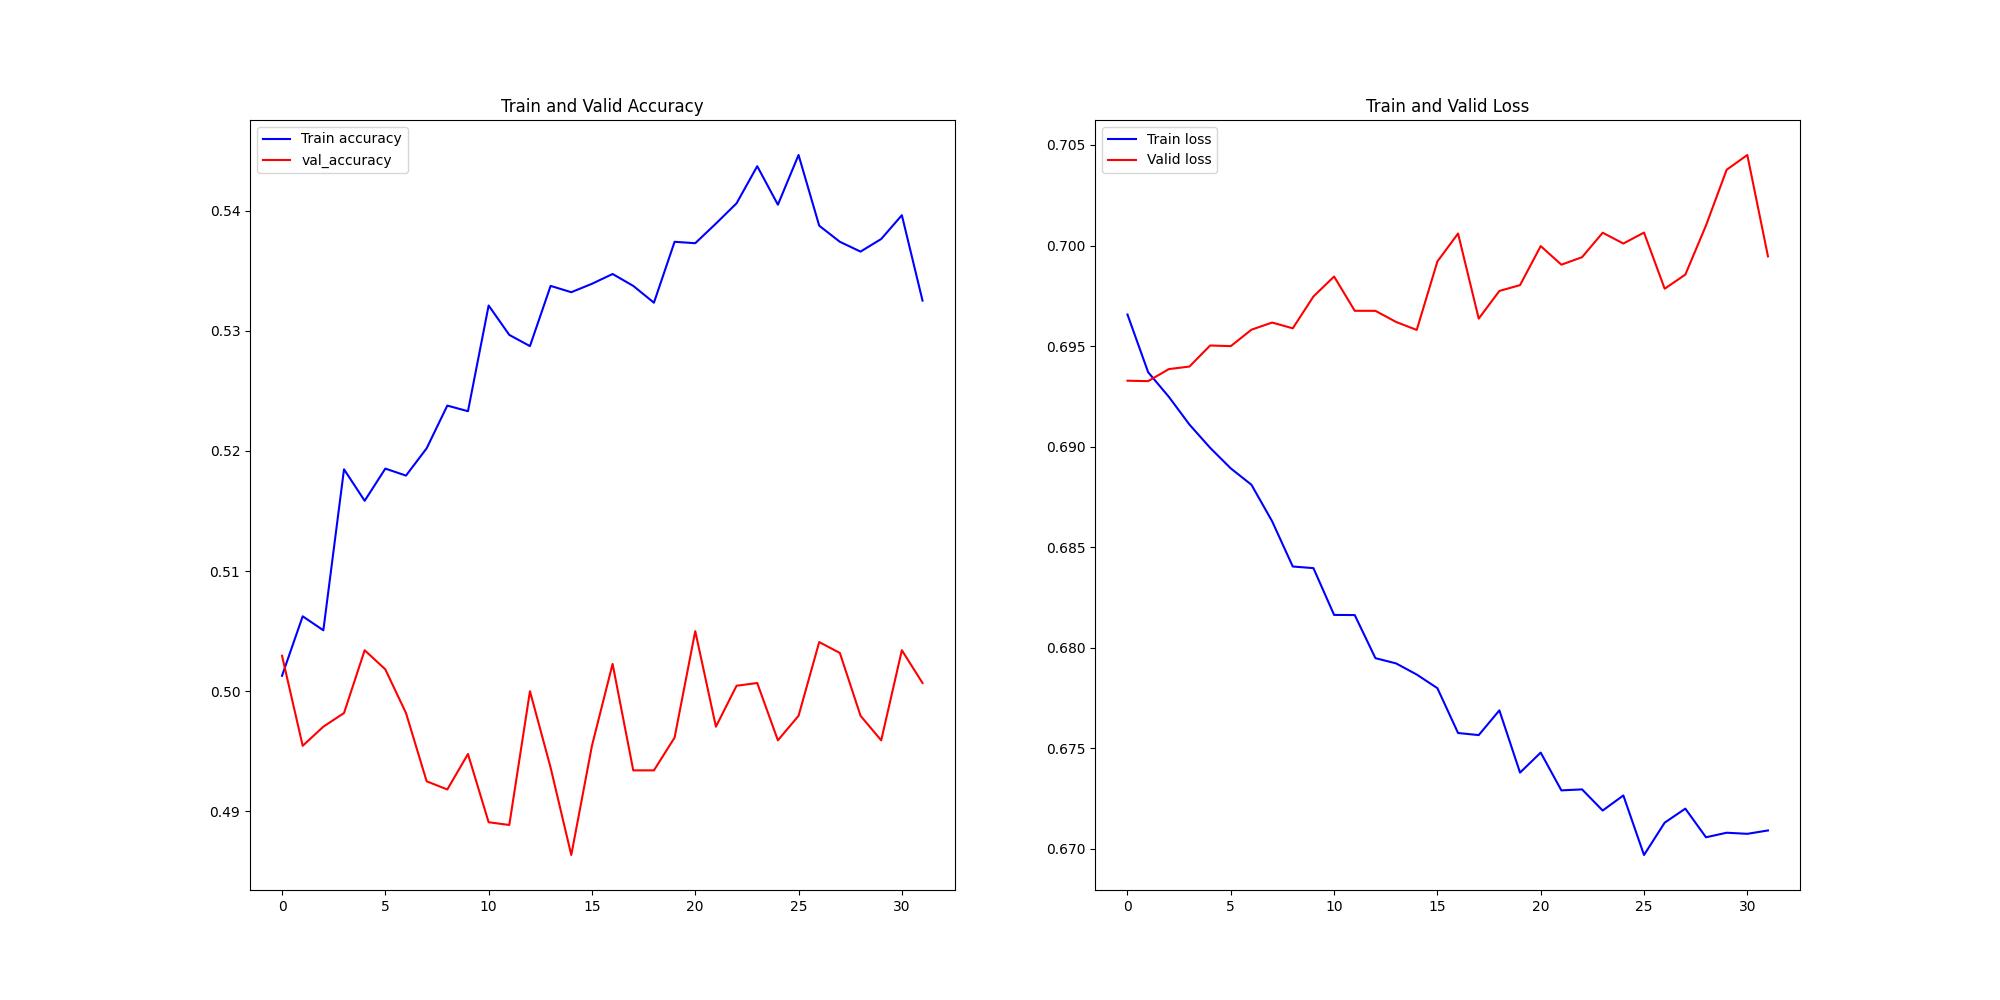 Train and Valid Accuracy
Train accuracy
val_accuracy
0.54
0.53
0.52
0.51
0.50
0.49
0 5 10 15 20 25 30
Train and Valid Loss
Train loss
Valid loss
0.705
0.700
0.695
0.690
0.685
0.680
0.675
0.670
0 5 10 15 20 25 30